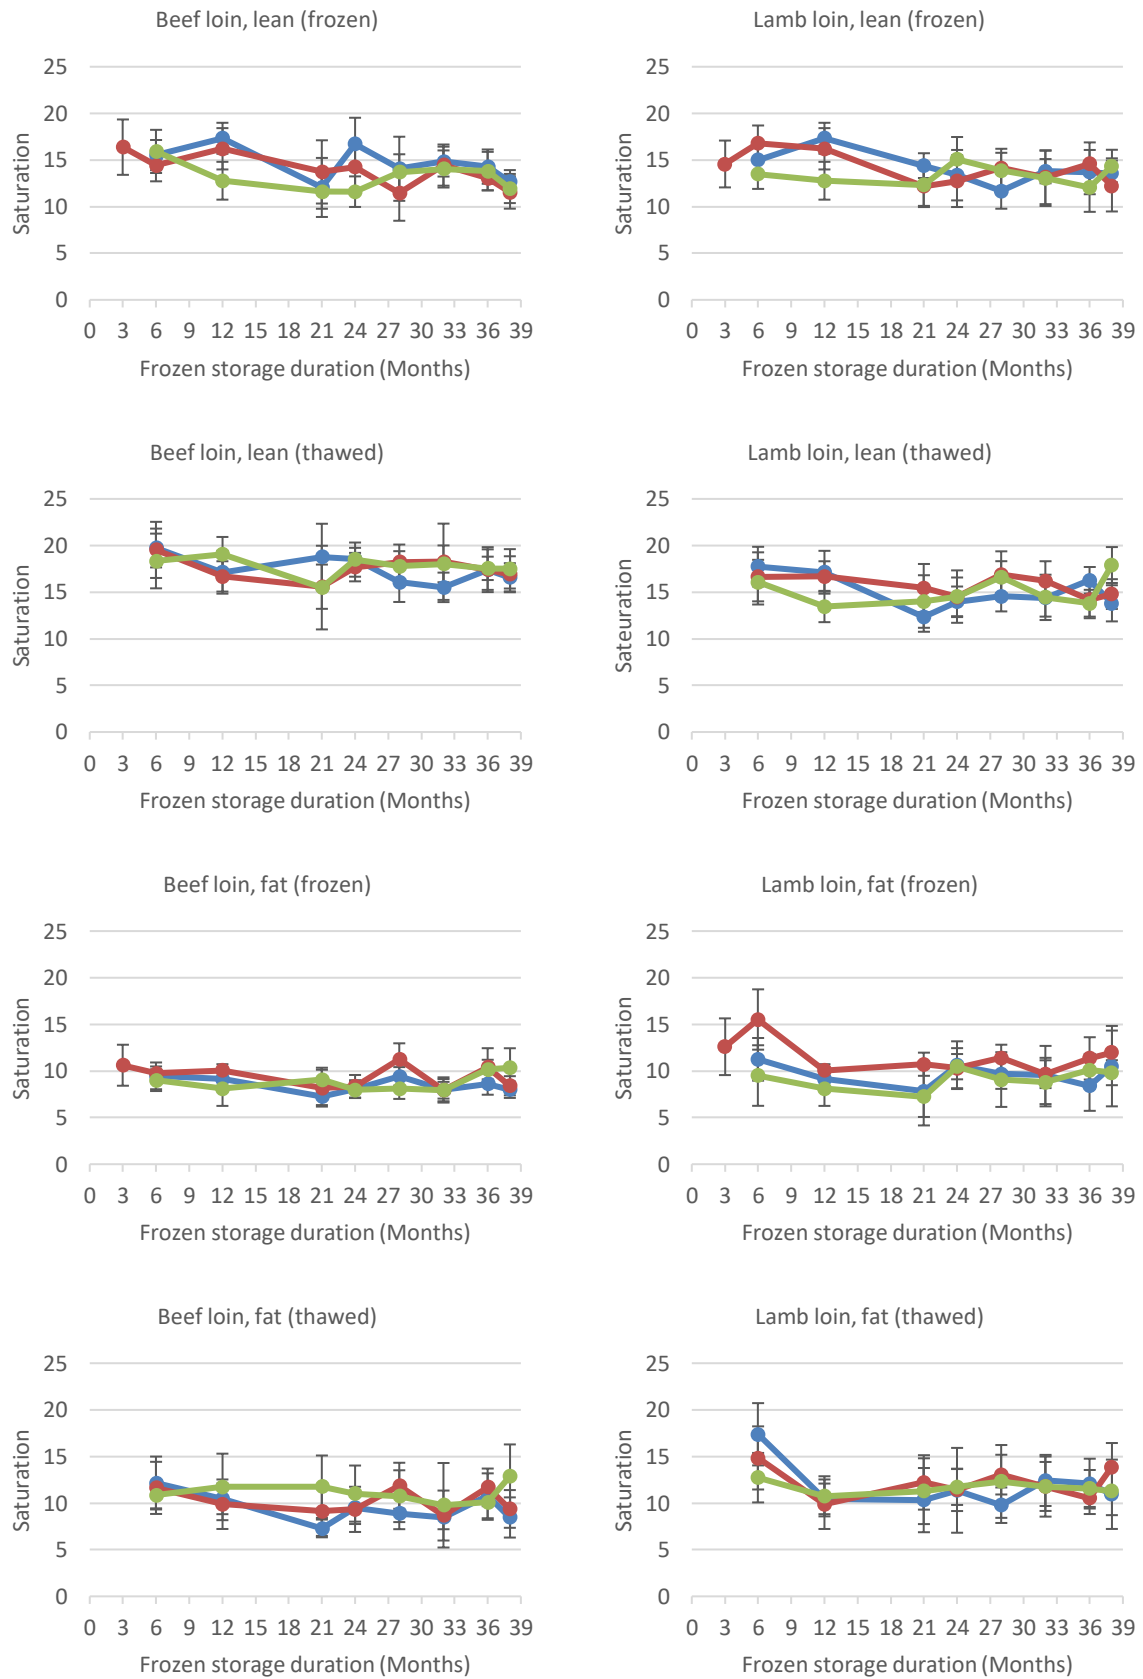 Beef loin, lean (frozen)
25
20
15
10
5
0
Saturation
0 3 6 9 12 15 18 21 24 27 30 33 36 39
Frozen storage duration (Months)
Lamb loin, lean (frozen)
25
20
15
10
5
0
Saturation
0 3 6 9 12 15 18 21 24 27 30 33 36 39
Frozen storage duration (Months)
Beef loin, lean (thawed)
25
20
15
10
5
0
Saturation
0 3 6 9 12 15 18 21 24 27 30 33 36 39
Frozen storage duration (Months)
Lamb loin, lean (thawed)
25
20
15
10
5
0
Sateuration
0 3 6 9 12 15 18 21 24 27 30 33 36 39
Frozen storage duration (Months)
Beef loin, fat (frozen)
25
20
15
10
5
0
Saturation
0 3 6 9 12 15 18 21 24 27 30 33 36 39
Frozen storage duration (Months)
Lamb loin, fat (frozen)
25
20
15
10
5
0
Saturation
0 3 6 9 12 15 18 21 24 27 30 33 36 39
Frozen storage duration (Months)
Beef loin, fat (thawed)
25
20
15
10
5
0
Saturation
0 3 6 9 12 15 18 21 24 27 30 33 36 39
Frozen storage duration (Months)
Lamb loin, fat (thawed)
25
20
15
10
5
0
Saturation
0 3 6 9 12 15 18 21 24 27 30 33 36 39
Frozen storage duration (Months)